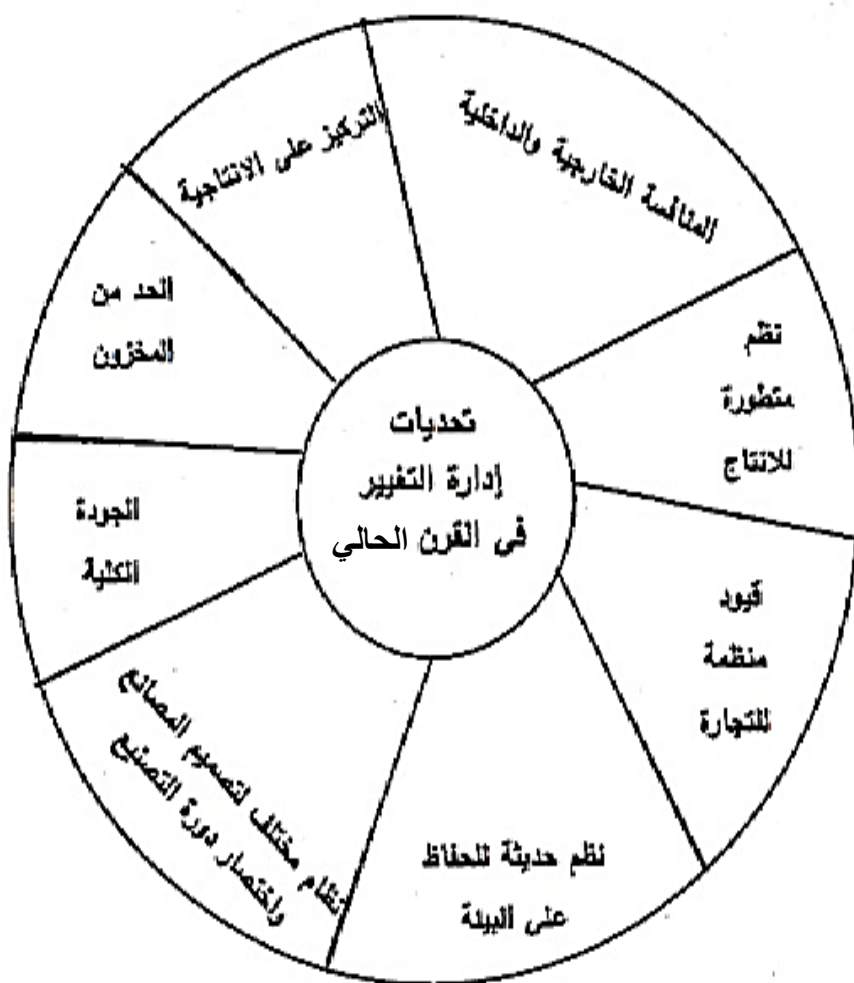 تحديات
إدارة التغيير
في القرن الحالي
المنافسة الخارجية والداخلية
نظم
متطورة
للانتاج
قيود
منظمة
للتجارة
نظم حديثة للحفاظ
على البيئة
نظام مختلف لتصميم المصانع
واختصار دورة التصنيع
الجودة
الكلية
الحد من
المخزون
التركيز على الانتاجية